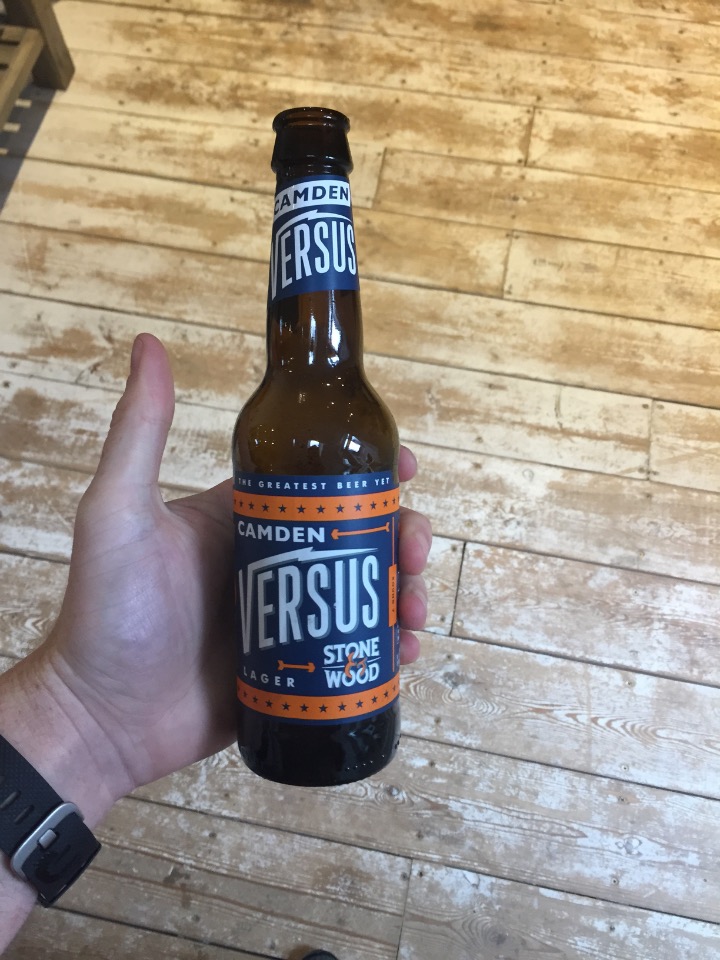 CAMDEN
VERSUS
THE GREATEST BEER YET
CAMDEN
VERSUS
LAGER
STONE
&
WOOD